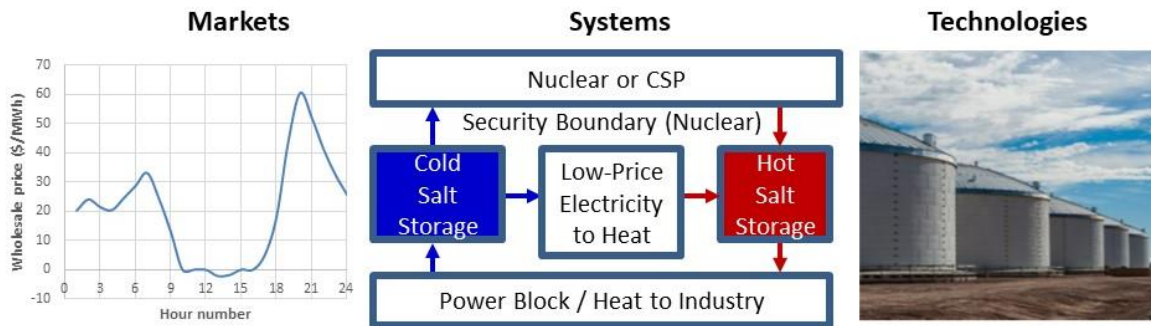 Markets
Systems
Technologies
Wholesale price ($/MWh)
70
60
50
40
30
20
10
0
-10
0 3 6 9 12 15 18 21 24
Hour number
Nuclear or CSP
Security Boundary (Nuclear)
Cold
Salt
Storage
Low-Price
Electricity
to Heat
Hot
Salt
Storage
Power Block / Heat to Industry